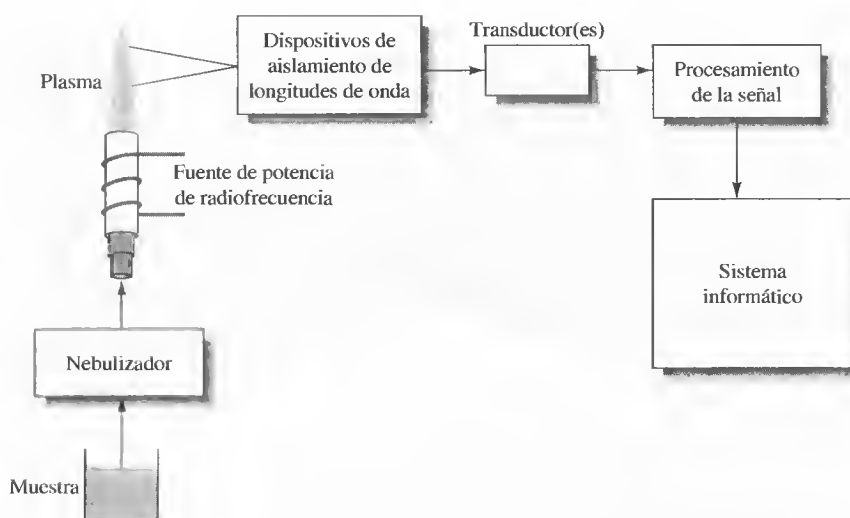 Plasma
Dispositivos de
aislamiento de
longitudes de onda
Transductor(es)
Procesamiento
de la señal
Fuente de potencia
de radiofrecuencia
Sistema
informático
Nebulizador
Muestra